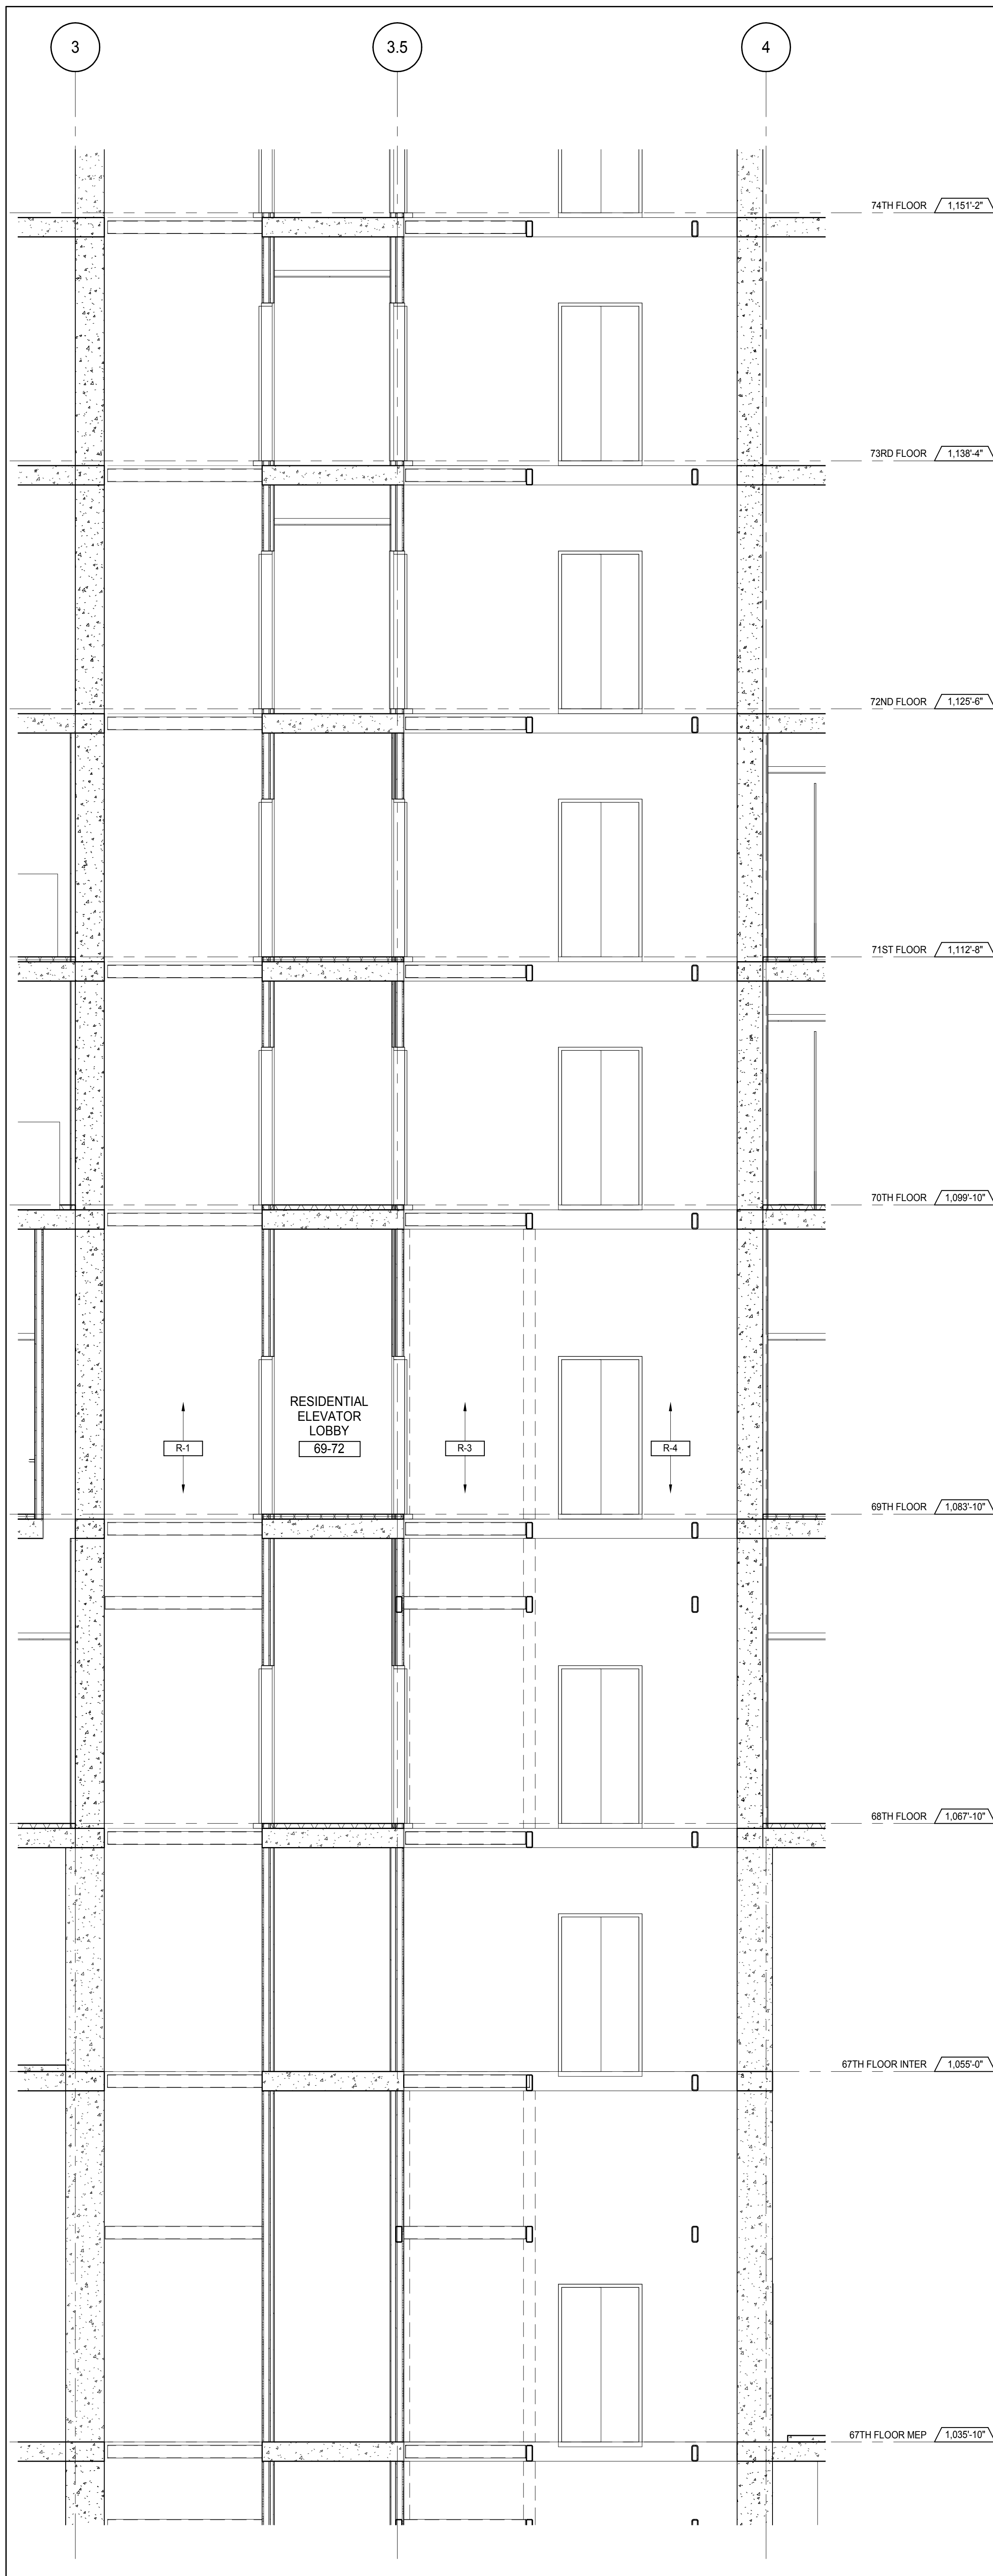 3
3.5
4
74TH FLOOR 1,151'-2"
73RD FLOOR 1,138'-4"
72ND FLOOR 1,125'-6"
71ST FLOOR 1,112'-8"
70TH FLOOR 1,099'-10"
RESIDENTIAL
ELEVATOR
LOBBY
69-72
R-1
R-3
R-4
69TH FLOOR 1,083'-10"
68TH FLOOR 1,067'-10"
67TH FLOOR INTER 1,055'-0"
67TH FLOOR MEP 1,035'-10"